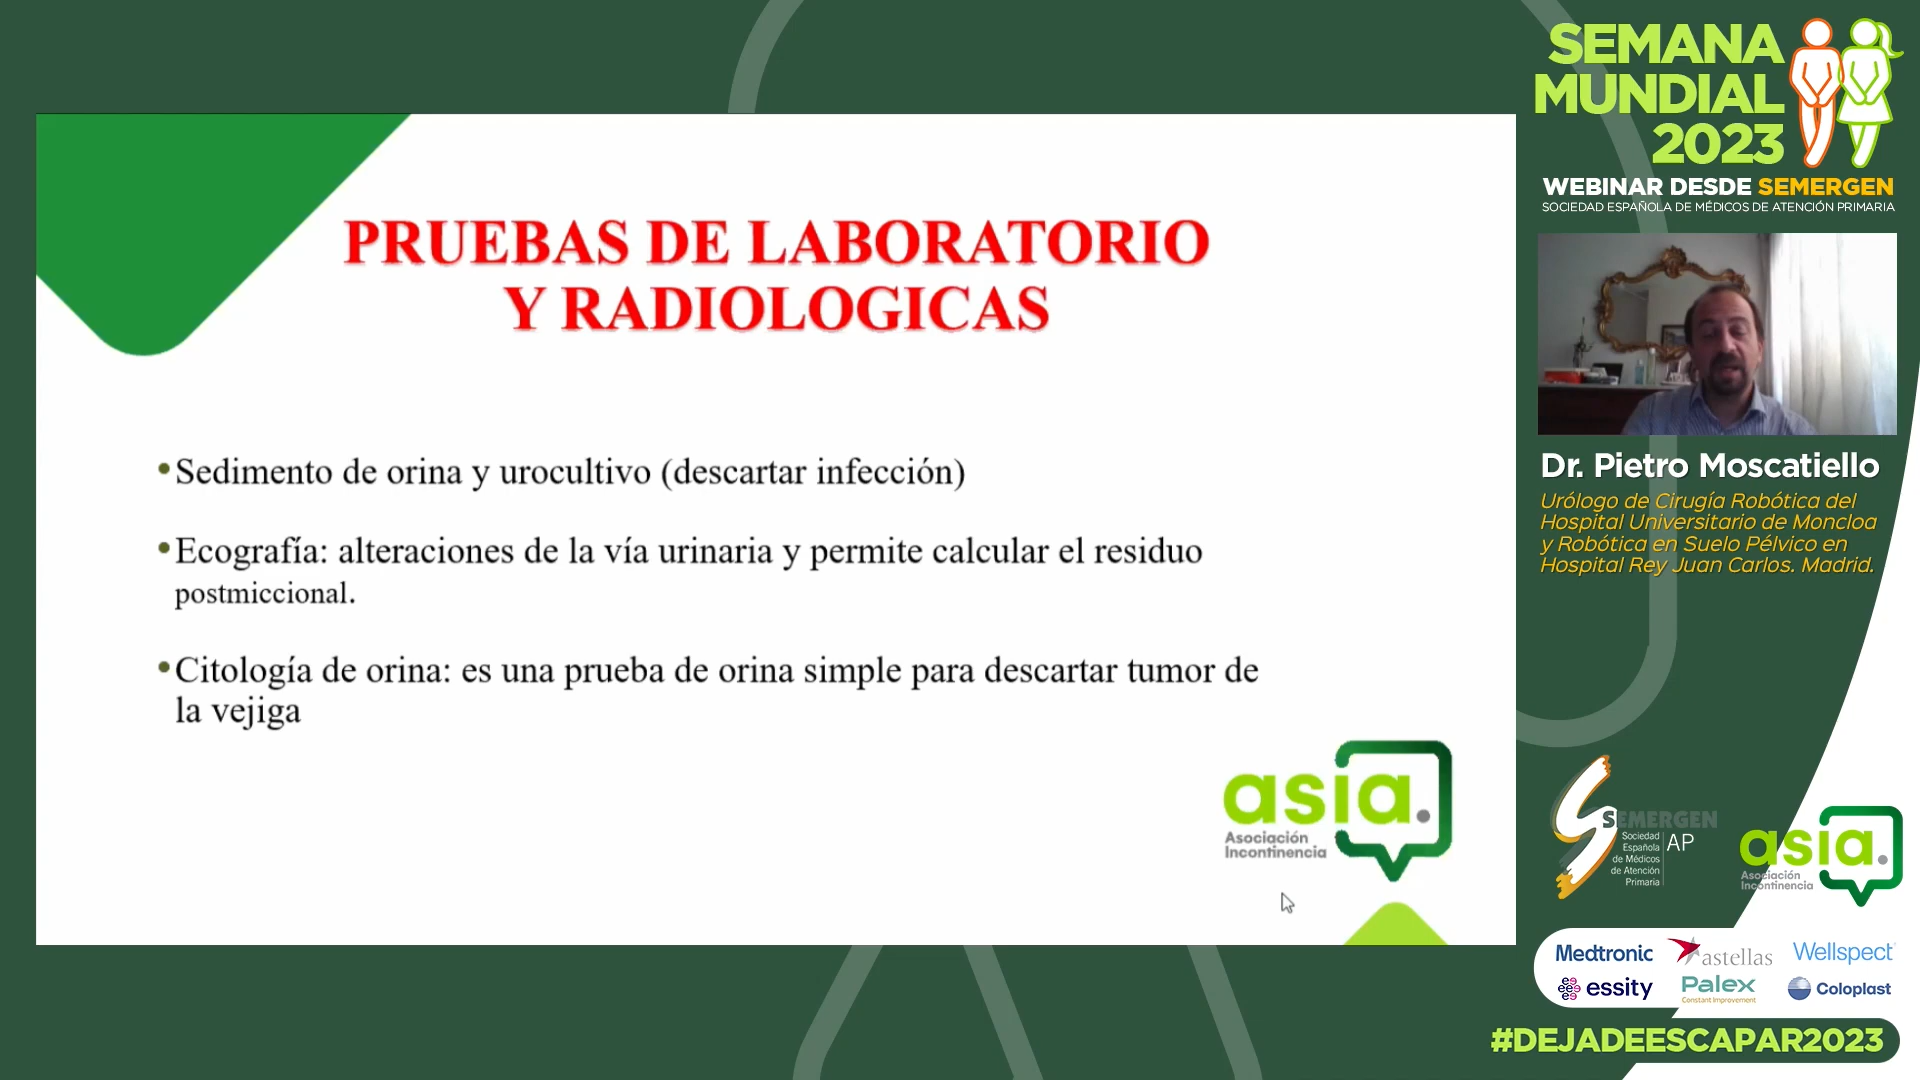 PRUEBAS DE LABORATORIO
Y RADIOLOGICAS
•Sedimento de orina y urocultivo (descartar infección)
•Ecografía: alteraciones de la vía urinaria y permite calcular el residuo
postmiccional.
•Citología de orina: es una prueba de orina simple para descartar tumor de
la vejiga
asia.
Asociación
Incontinencia
SEMANA
MUNDIAL
2023
WEBINAR DESDE SEMERGEN
SOCIEDAD ESPAÑOLA DE MÉDICOS DE ATENCIÓN PRIMARIA
Dr. Pietro Moscatiello
Urólogo de Cirugía Robótica del
Hospital Universitario de Moncloa
y Robótica en Suelo Pélvico en
Hospital Rey Juan Carlos. Madrid.
SEMERGEN
Sociedad
Española
de Médicos
de Atención
Primaria
AP
asia.
Asociación
Incontinencia
Medtronic
astellas
Wellspect
essity
Palex
Constant Improvement
Coloplast
#DEJADEESCAPAR2023